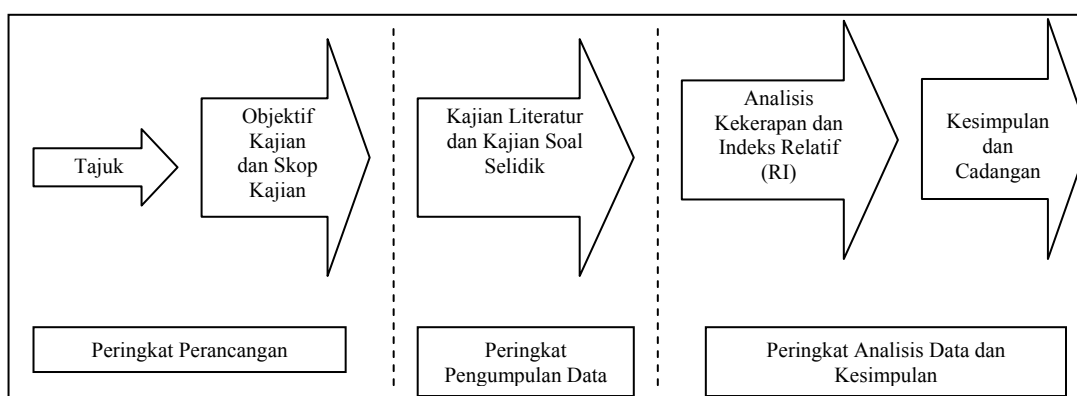 Tajuk
Objektif
Kajian
dan Skop
Kajian
Kajian Literatur
dan Kajian Soal
Selidik
Analisis
Kekerapan dan
Indeks Relatif
(RI)
Kesimpulan
dan
Cadangan
Peringkat Perancangan
Peringkat
Pengumpulan Data
Peringkat Analisis Data dan
Kesimpulan